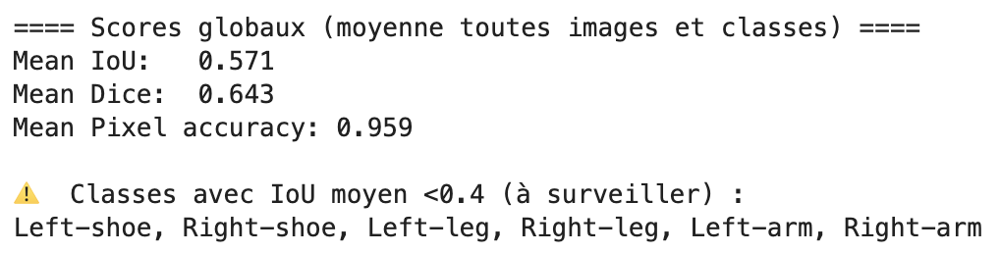 ==== Scores globaux (moyenne toutes images et classes) ====
Mean IoU:   0.571
Mean Dice:  0.643
Mean Pixel accuracy: 0.959
⚠️  Classes avec IoU moyen <0.4 (à surveiller) :
Left-shoe, Right-shoe, Left-leg, Right-leg, Left-arm, Right-arm